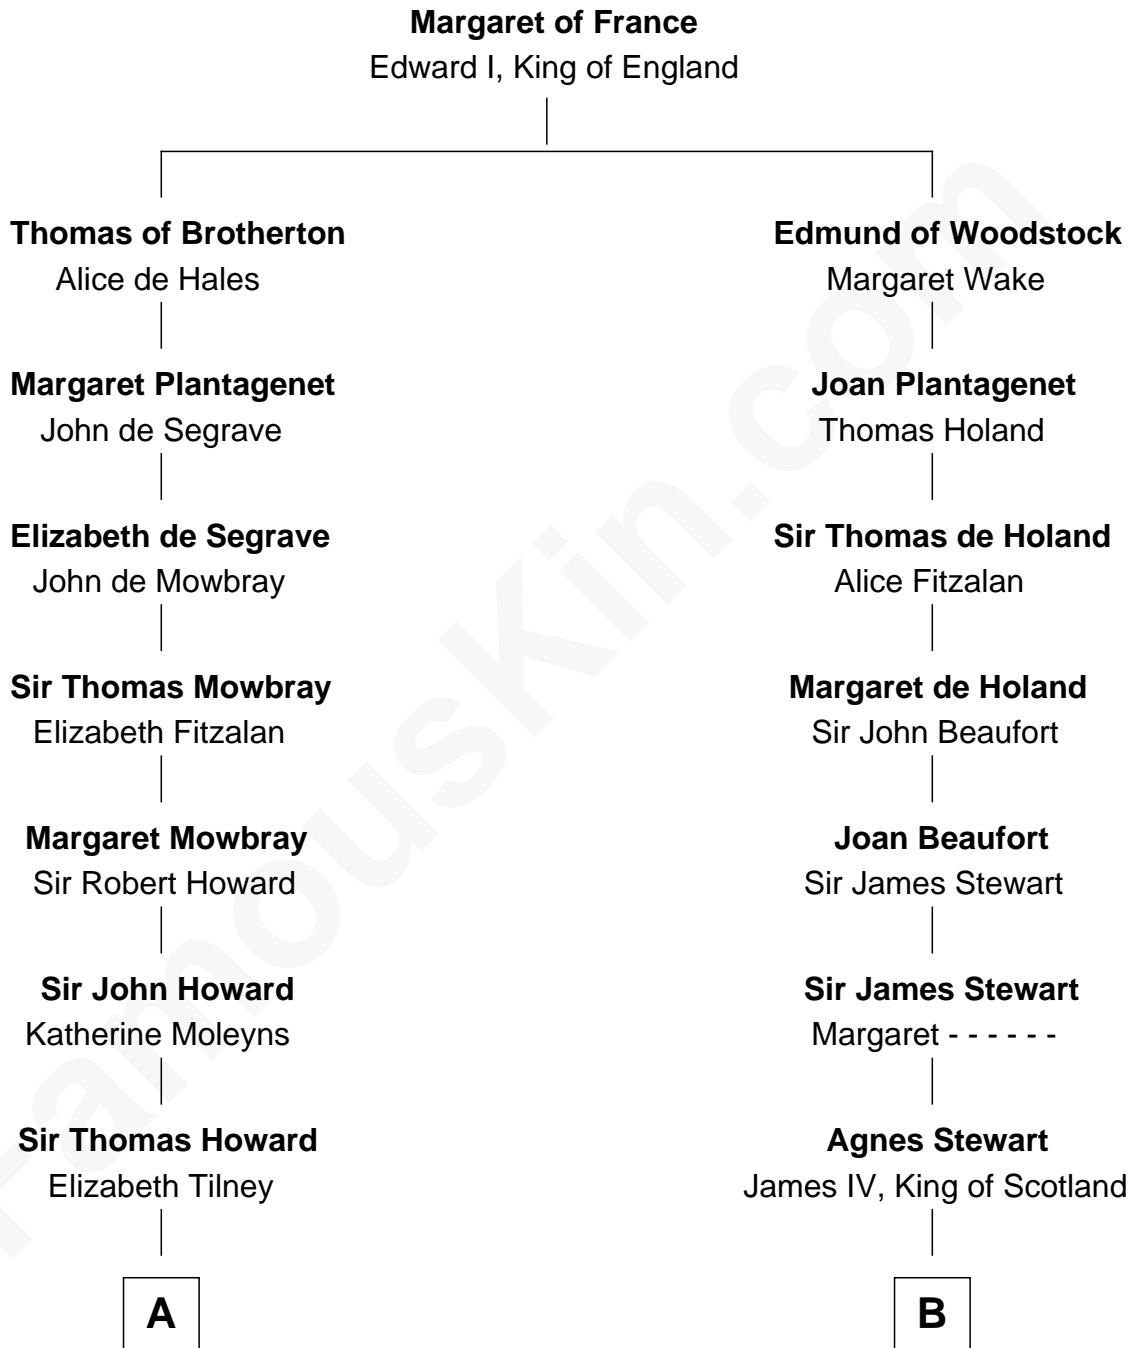 Margaret of France
Edward I, King of England
Thomas of Brotherton
Alice de Hales
Edmund of Woodstock
Margaret Wake
Margaret Plantagenet
John de Segrave
Joan Plantagenet
Thomas Holand
Elizabeth de Segrave
John de Mowbray
Sir Thomas de Holand
Alice Fitzalan
Sir Thomas Mowbray
Elizabeth Fitzalan
Margaret de Holand
Sir John Beaufort
Margaret Mowbray
Sir Robert Howard
Joan Beaufort
Sir James Stewart
Sir John Howard
Katherine Moleyns
Sir James Stewart
Margaret - - - - - -
Sir Thomas Howard
Elizabeth Tilney
Agnes Stewart
James IV, King of Scotland
A
B
FamousKin.com